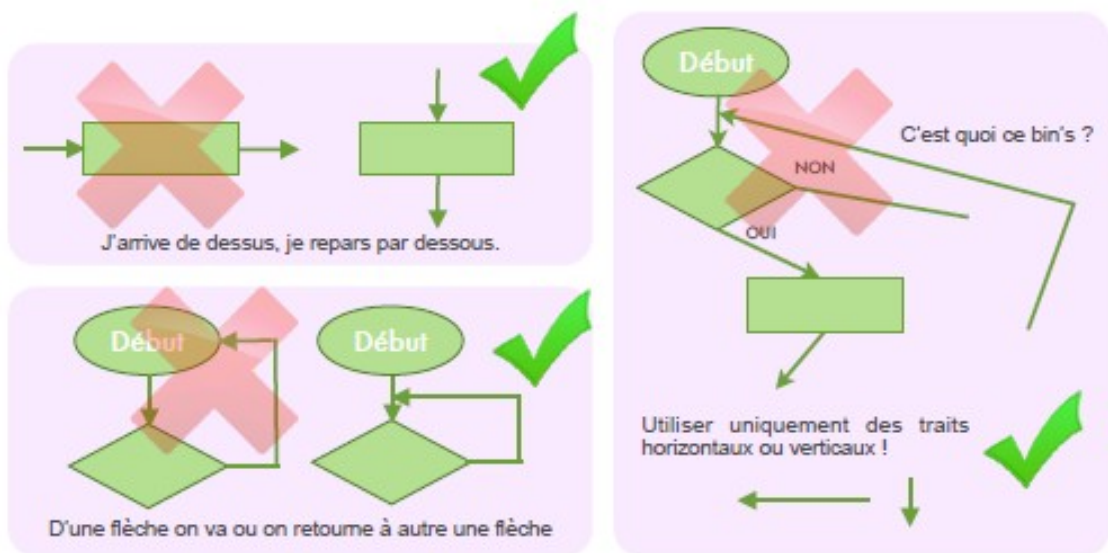 J'arrive de dessus, je repars par dessous.
Début
Début
D'une flèche on va ou on retourne à autre une flèche
Début
C'est quoi ce bin's ?
NON
OUI
Utiliser uniquement des traits
horizontaux ou verticaux !